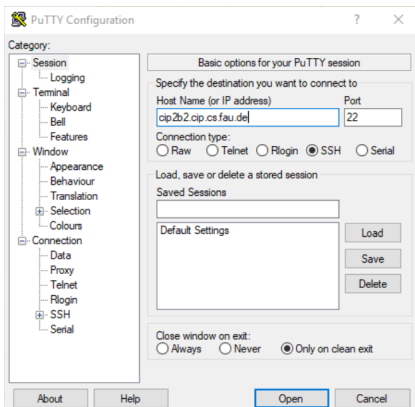 PuTTY Configuration ? ×
Category:
Session
Logging
Terminal
Keyboard
Bell
Features
Window
Appearance
Behaviour
Translation
Selection
Colours
Connection
Data
Proxy
Telnet
Rlogin
SSH
Serial
Basic options for your PuTTY session
Specify the destination you want to connect to
Host Name (or IP address) Port
cip2b2.cip.cs.fau.de 22
Connection type:
Raw Telnet Rlogin SSH Serial
Load, save or delete a stored session
Saved Sessions
Default Settings
Load
Save
Delete
Close window on exit:
Always Never Only on clean exit
About Help Open Cancel